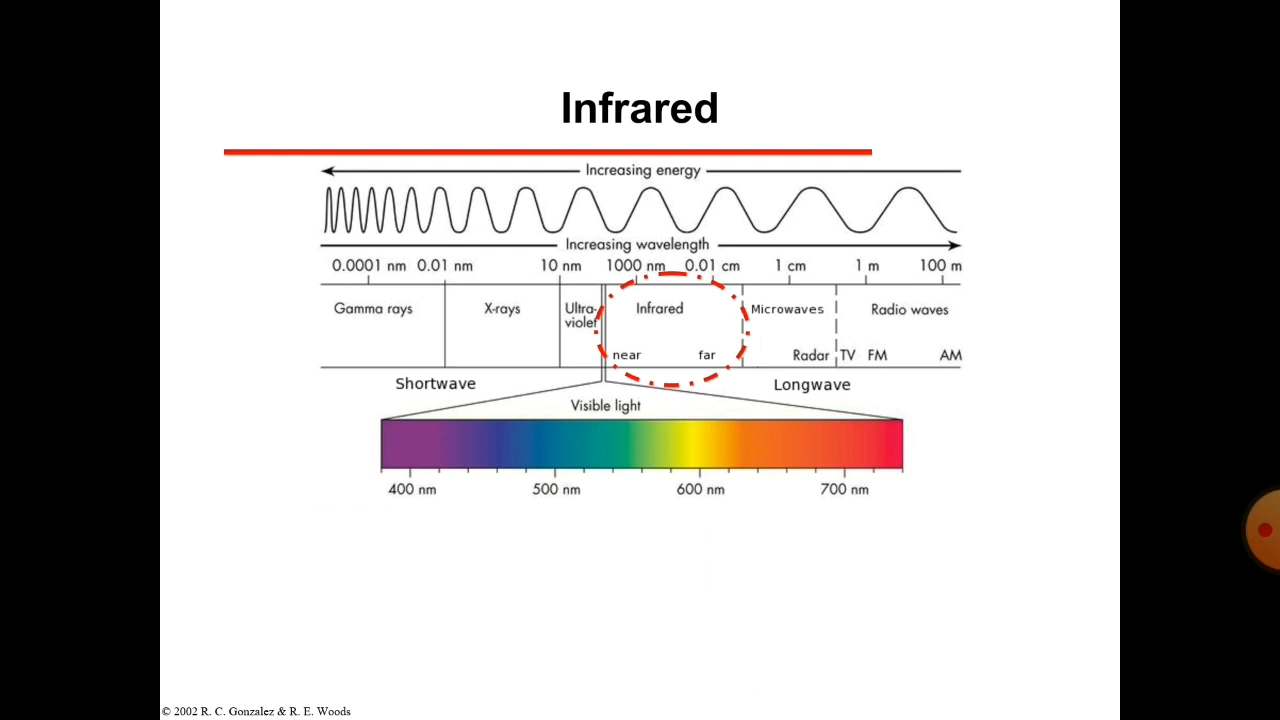 Infrared
Increasing energy
Increasing wavelength
0.0001 nm 0.01 nm 10 nm 1000 nm 0.01 cm 1 cm 1 m 100 m
Gamma rays X-rays Ultra-violet Infrared Microwaves Radio waves
near far Radar TV FM AM
Shortwave Longwave
Visible light
400 nm 500 nm 600 nm 700 nm
© 2002 R. C. Gonzalez & R. E. Woods